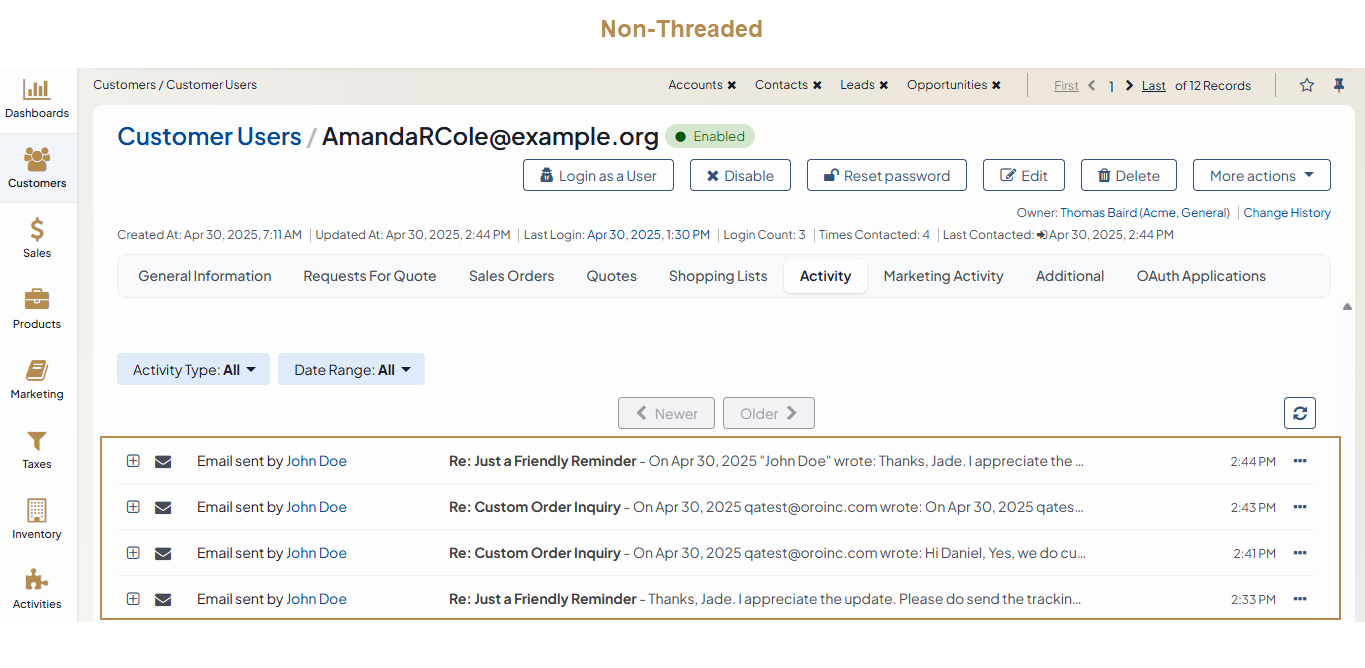 Non-Threaded
Customers / Customer Users Accounts ✖ Contacts ✖ Leads ✖ Opportunities ✖ First 1 Last of 12 Records
Dashboards
Customers
Sales
Products
Marketing
Taxes
Inventory
Activities
Customer Users / AmandaRCole@example.org Enabled
Login as a User Disable Reset password Edit Delete More actions
Owner: Thomas Baird (Acme, General) Change History
Created At: Apr 30, 2025, 7:11 AM Updated At: Apr 30, 2025, 2:44 PM Last Login: Apr 30, 2025, 1:30 PM Login Count: 3 Times Contacted: 4 Last Contacted: Apr 30, 2025, 2:44 PM
General Information Requests For Quote Sales Orders Quotes Shopping Lists Activity Marketing Activity Additional OAuth Applications
Activity Type: All Date Range: All
Newer Older
Email sent by John Doe Re: Just a Friendly Reminder - On Apr 30, 2025 "John Doe" wrote: Thanks, Jade. I appreciate the ... 2:44 PM
Email sent by John Doe Re: Custom Order Inquiry - On Apr 30, 2025 qatest@oroinc.com wrote: On Apr 30, 2025 qates... 2:43 PM
Email sent by John Doe Re: Custom Order Inquiry - On Apr 30, 2025 qatest@oroinc.com wrote: Hi Daniel, Yes, we do cu... 2:41 PM
Email sent by John Doe Re: Just a Friendly Reminder - Thanks, Jade. I appreciate the update. Please do send the trackin... 2:33 PM